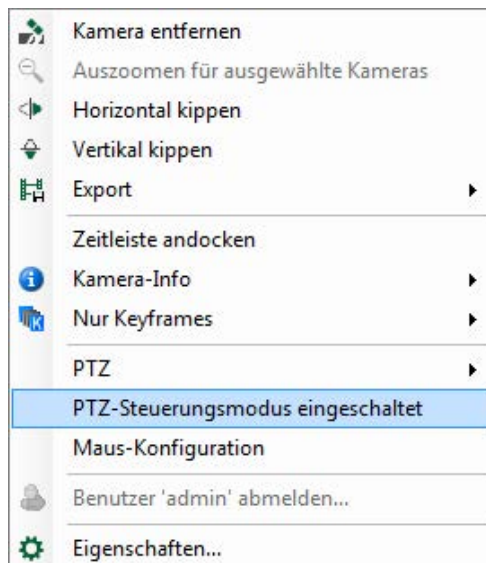 Kamera entfernen
Auszoomen für ausgewählte Kameras
Horizontal kippen
Vertikal kippen
Export
Zeitleiste andocken
Kamera-Info
Nur Keyframes
PTZ
PTZ-Steuerungsmodus eingeschaltet
Maus-Konfiguration
Benutzer 'admin' abmelden...
Eigenschaften...